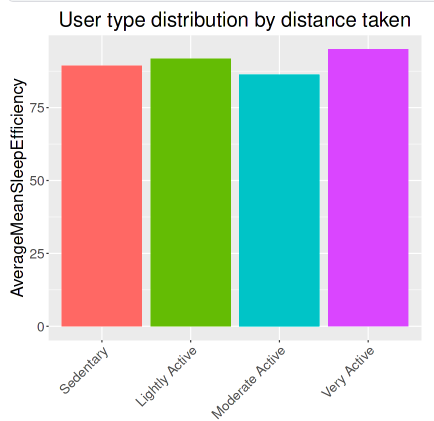 User type distribution by distance taken
AverageMeanSleepEfficiency
75
50
25
0
Sedentary
Lightly Active
Moderate Active
Very Active